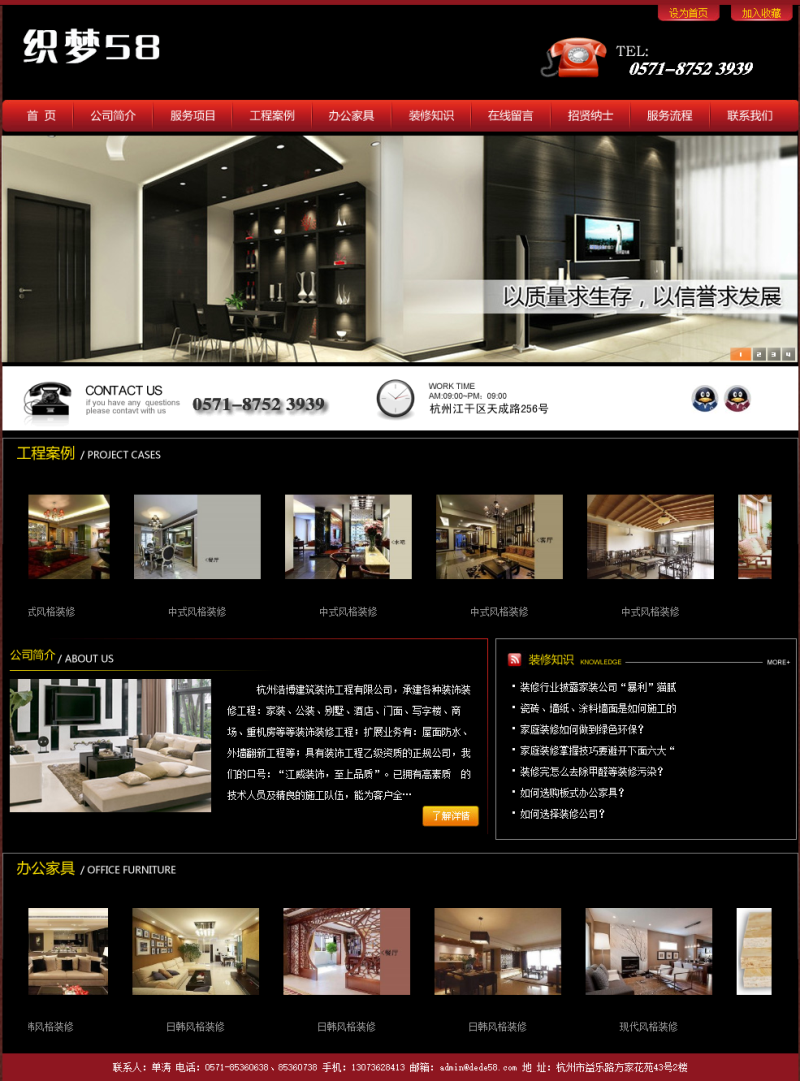 设为首页 加入收藏
织梦58
TEL:
0571-8752 3939
首 页 公司简介 服务项目 工程案例 办公家具 装修知识 在线留言 招贤纳士 服务流程 联系我们
以质量求生存，以信誉求发展
1 2 3 4
CONTACT US
if you have any questions
please contavt with us
0571-8752 3939
WORK TIME
AM:09:00~PM: 09:00
杭州江干区天成路256号
工程案例 / PROJECT CASES
式风格装修 中式风格装修 中式风格装修 中式风格装修 中式风格装修
公司简介 / ABOUT US
杭州浩博建筑装饰工程有限公司，承建各种装饰装
修工程：家装、公装、别墅、酒店、门面、写字楼、商
场、重机房等等装饰装修工程；扩展业务有：屋面防水、
外墙翻新工程等；具有装饰工程乙级资质的正规公司，我
们的口号：“江威装饰，至上品质”。已拥有高素质 的
技术人员及精良的施工队伍，能为客户全…
了解详情
装修知识 KNOWLEDGE MORE+
装修行业披露家装公司“暴利”猫腻
瓷砖、墙纸、涂料墙面是如何施工的
家庭装修如何做到绿色环保？
家庭装修掌握技巧要避开下面六大“
装修完怎么去除甲醛等装修污染？
如何选购板式办公家具？
如何选择装修公司？
办公家具 / OFFICE FURNITURE
韩风格装修 日韩风格装修 日韩风格装修 日韩风格装修 现代风格装修
联系人：单涛 电话：0571-85360638、85360738 手机：13073628413 邮箱：admin@dede58.com 地 址：杭州市益乐路方家花苑43号2楼